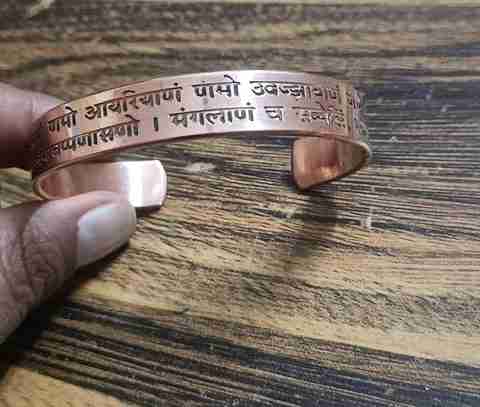 णमो आयरियाणं णमो उवज्झायाणं
प्पणासणो । मंगलाणं च